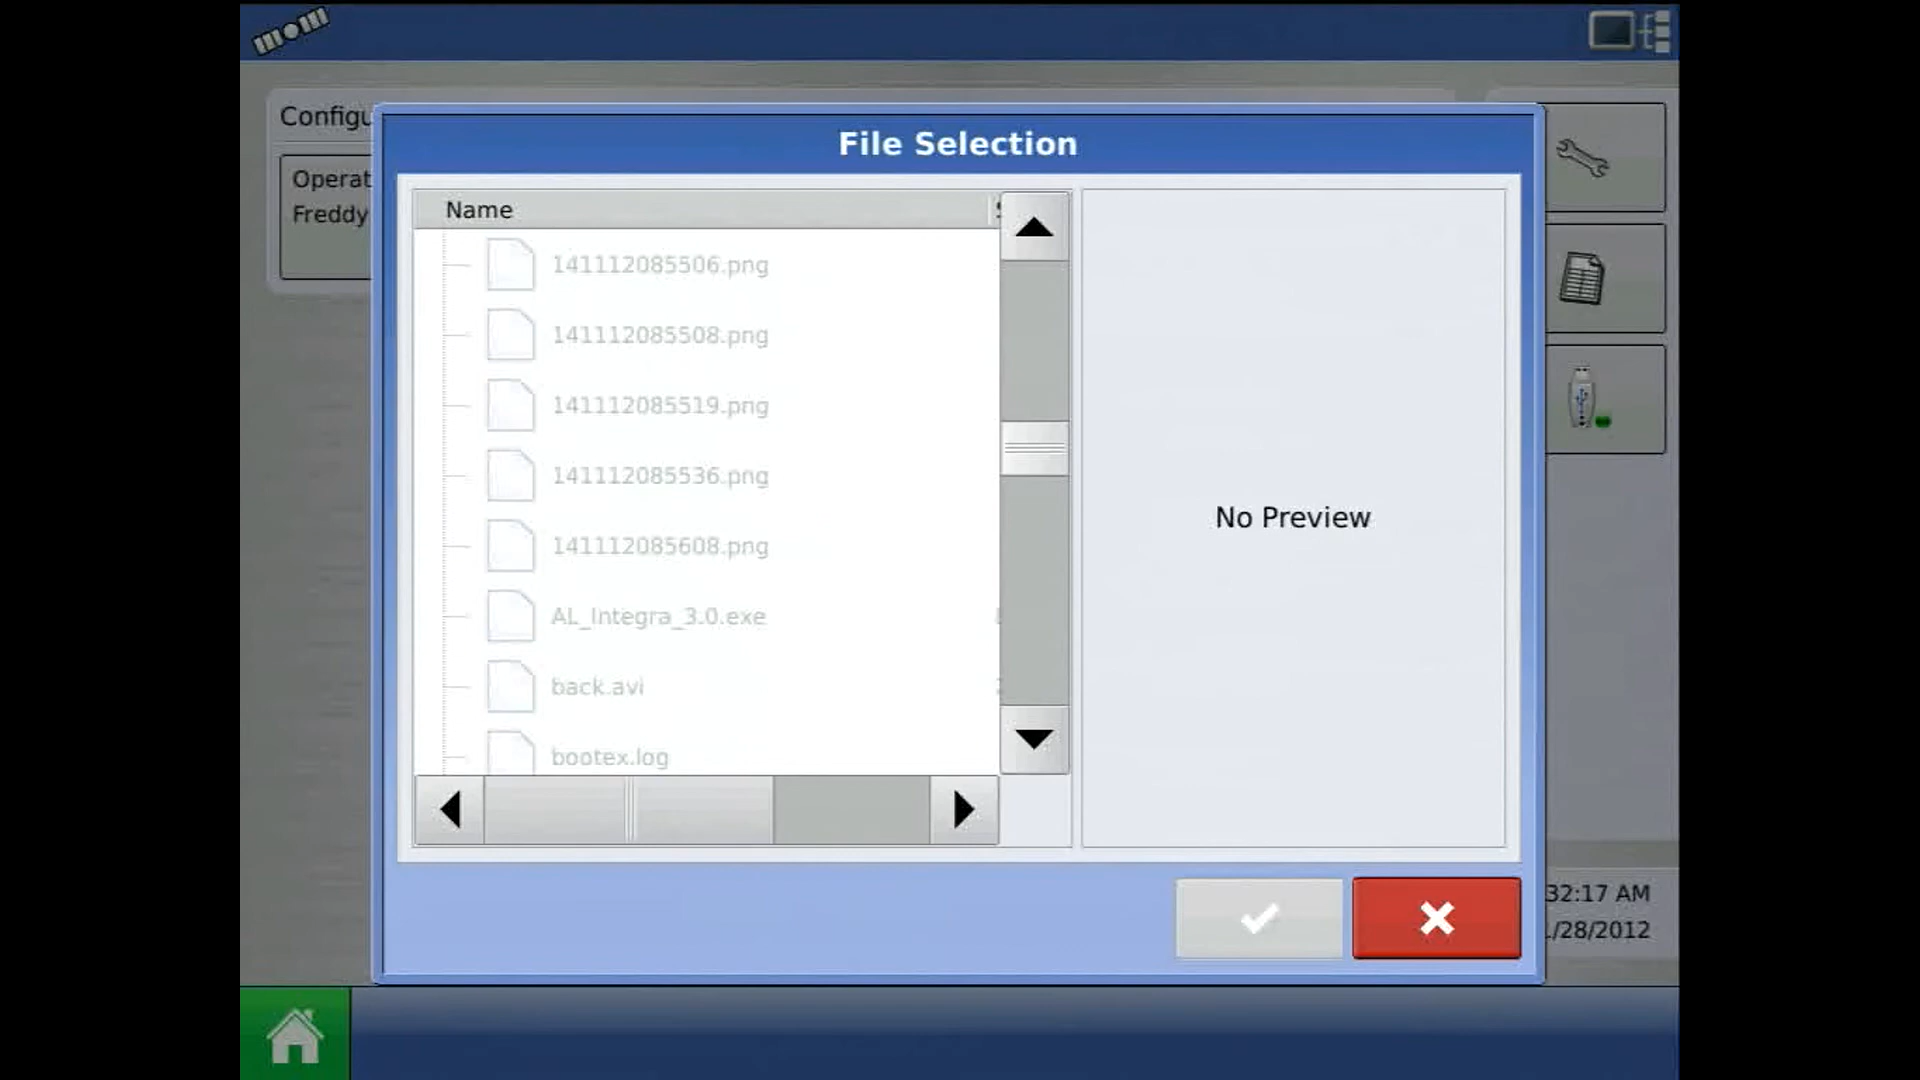 File Selection
Configu
Operat
Freddy
Name
141112085506.png
141112085508.png
141112085519.png
141112085536.png
141112085608.png
AL_Integra_3.0.exe
back.avi
bootex.log
No Preview
32:17 AM
/28/2012